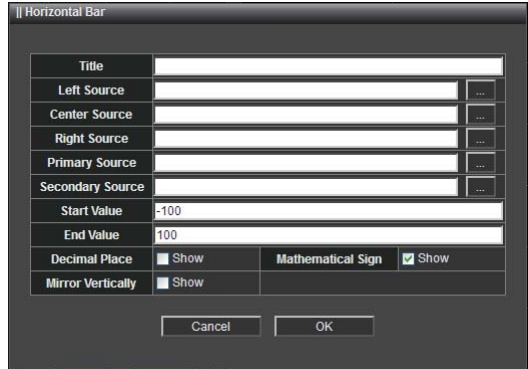 || Horizontal Bar
Title
Left Source ...
Center Source ...
Right Source ...
Primary Source ...
Secondary Source ...
Start Value -100
End Value 100
Decimal Place Show Mathematical Sign Show
Mirror Vertically Show
Cancel OK